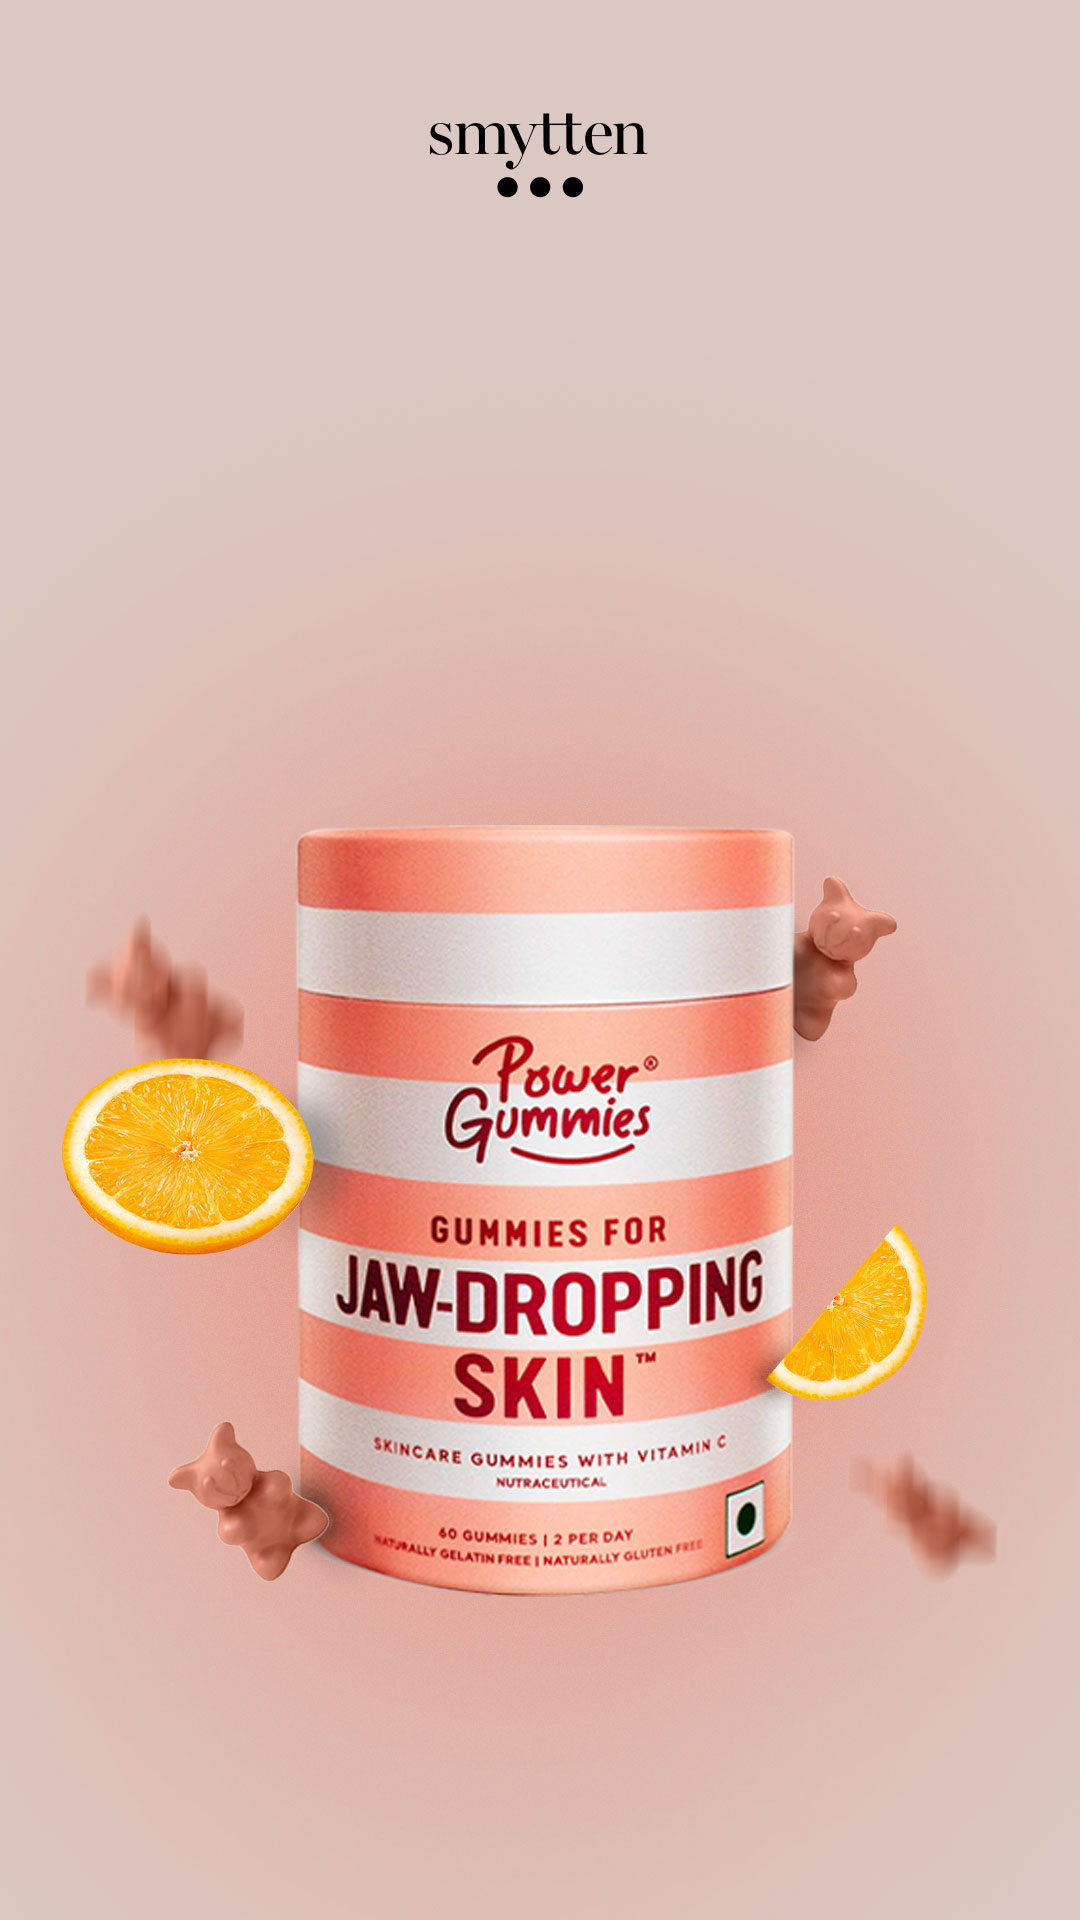 smytten
Power®
Gummies
GUMMIES FOR
JAW-DROPPING
SKIN™
SKINCARE GUMMIES WITH VITAMIN C
NUTRACEUTICAL
60 GUMMIES | 2 PER DAY
NATURALLY GELATIN FREE | NATURALLY GLUTEN FREE